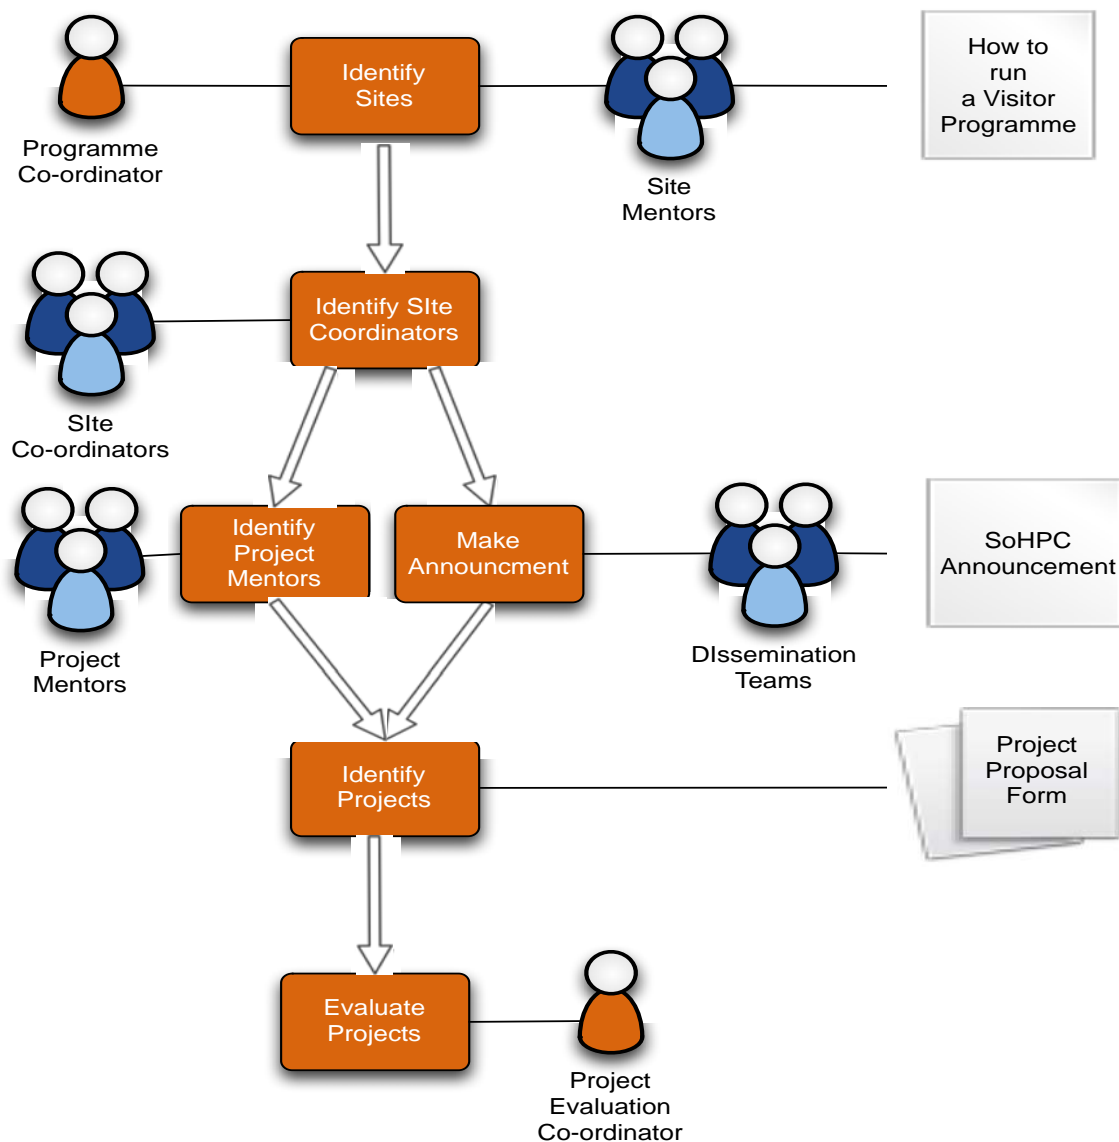 Identify
Sites
How to
run
a Visitor
Programme
Programme
Co-ordinator
Site
Mentors
Identify SIte
Coordinators
SIte
Co-ordinators
Identify
Project
Mentors
Make
Announcment
SoHPC
Announcement
Project
Mentors
DIssemination
Teams
Identify
Projects
Project
Proposal
Form
Evaluate
Projects
Project
Evaluation
Co-ordinator